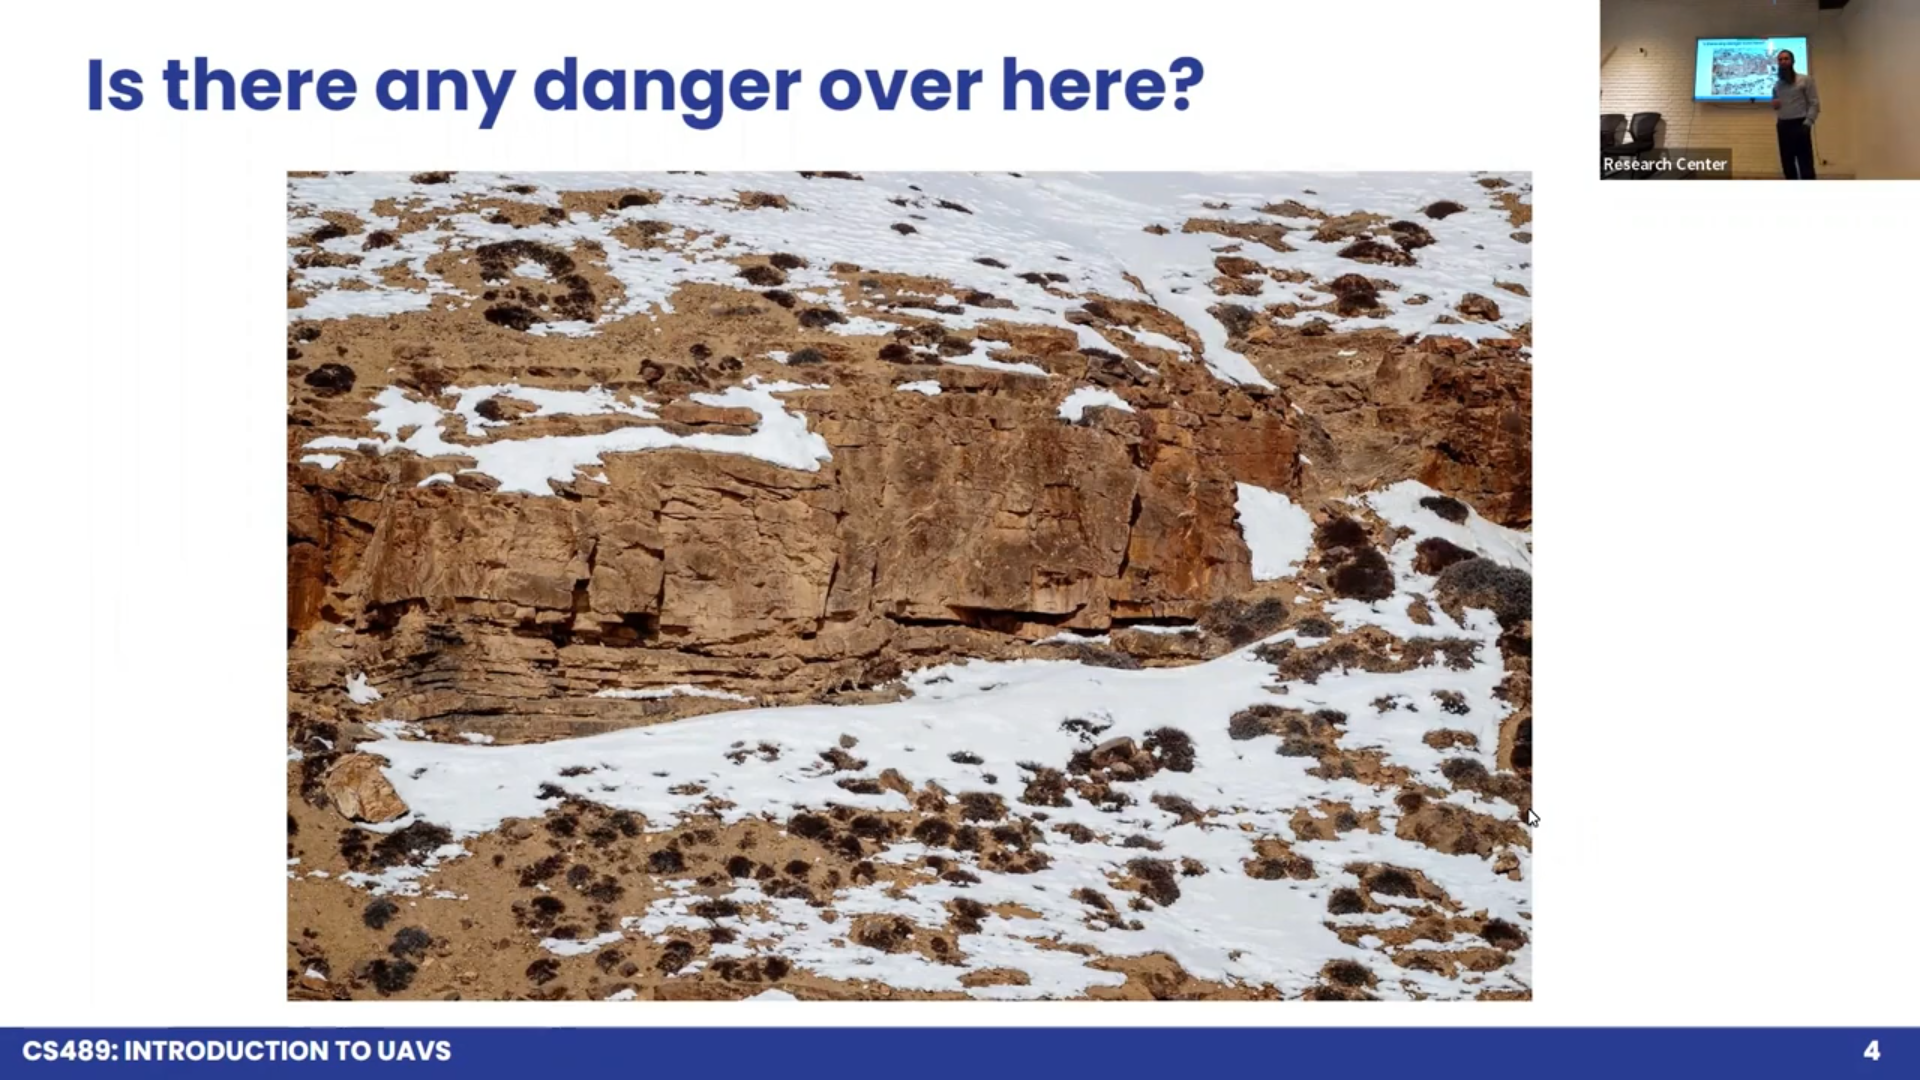 Is there any danger over here?
Research Center
CS489: INTRODUCTION TO UAVS
4